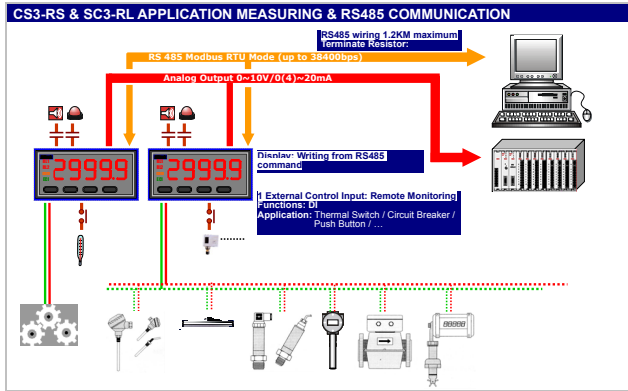 CS3-RS & SC3-RL APPLICATION MEASURING & RS485 COMMUNICATION
RS485 wiring 1.2KM maximum
Terminate Resistor:
RS 485 Modbus RTU Mode (up to 38400bps)
Analog Output 0~10V/0(4)~20mA
2999.9
2999.9
Display: Writing from RS485
command
1 External Control Input: Remote Monitoring
Functions: DI
Application: Thermal Switch / Circuit Breaker /
Push Button / ...